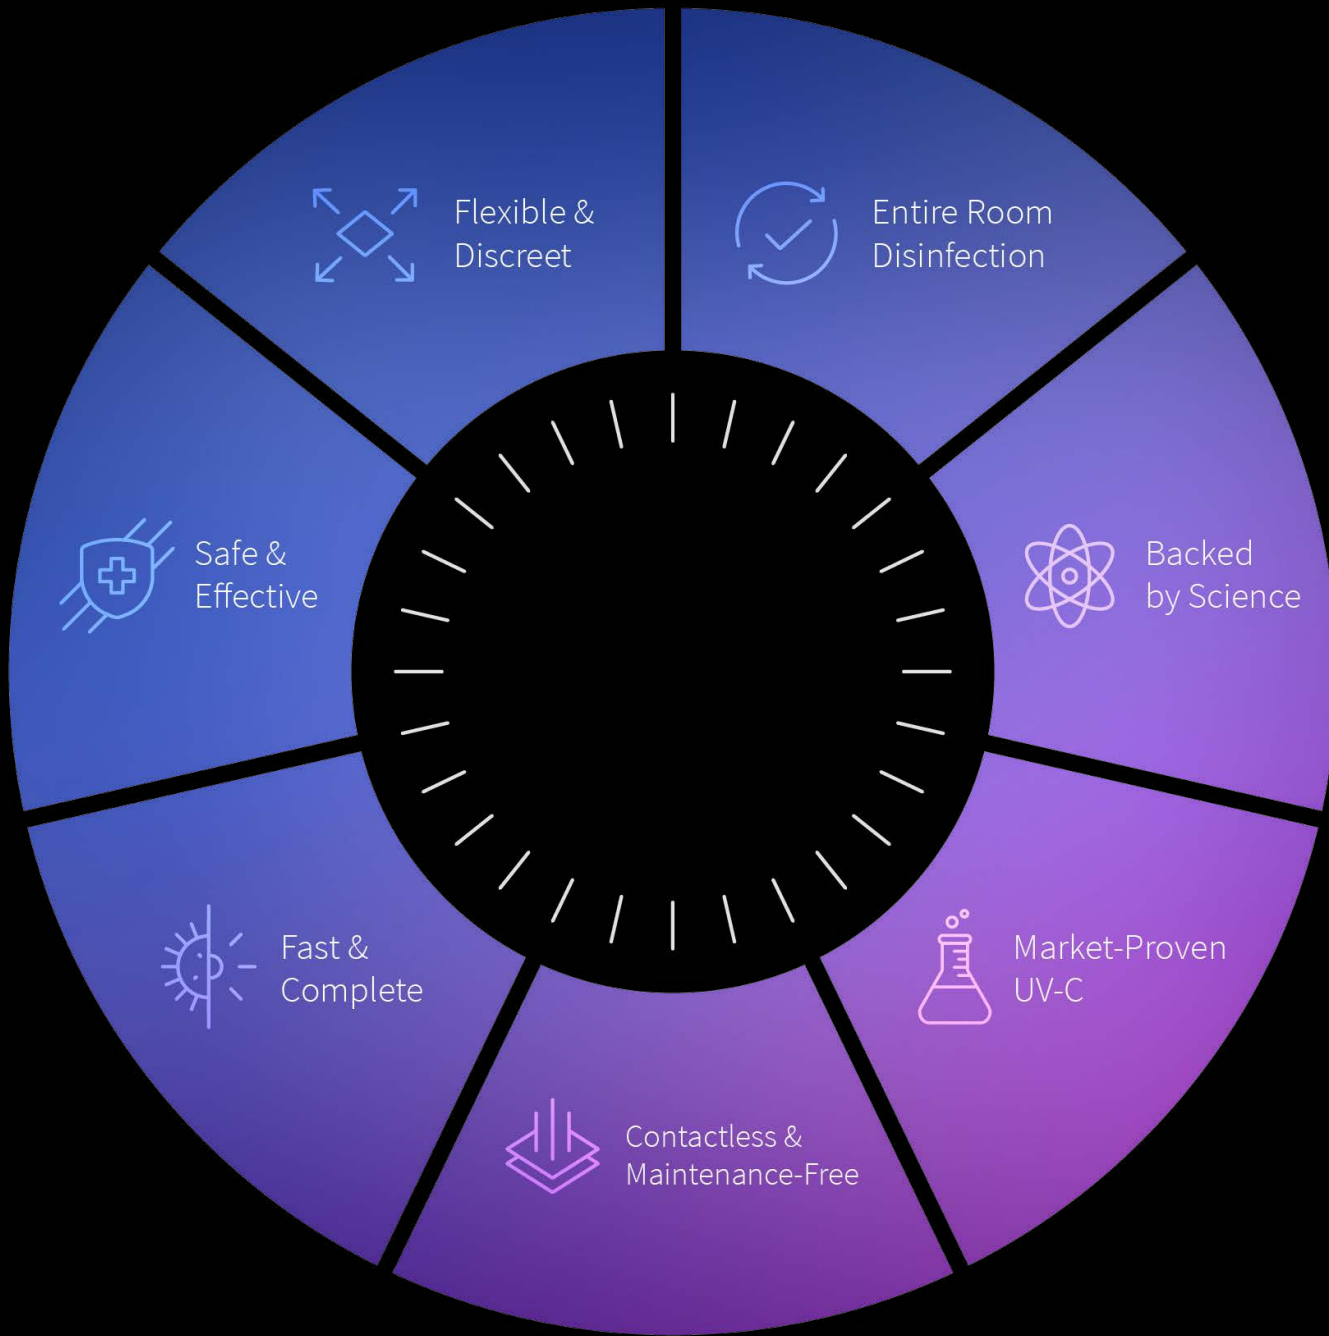 Flexible &
Discreet
Entire Room
Disinfection
Safe &
Effective
Backed
by Science
Fast &
Complete
Market-Proven
UV-C
Contactless &
Maintenance-Free